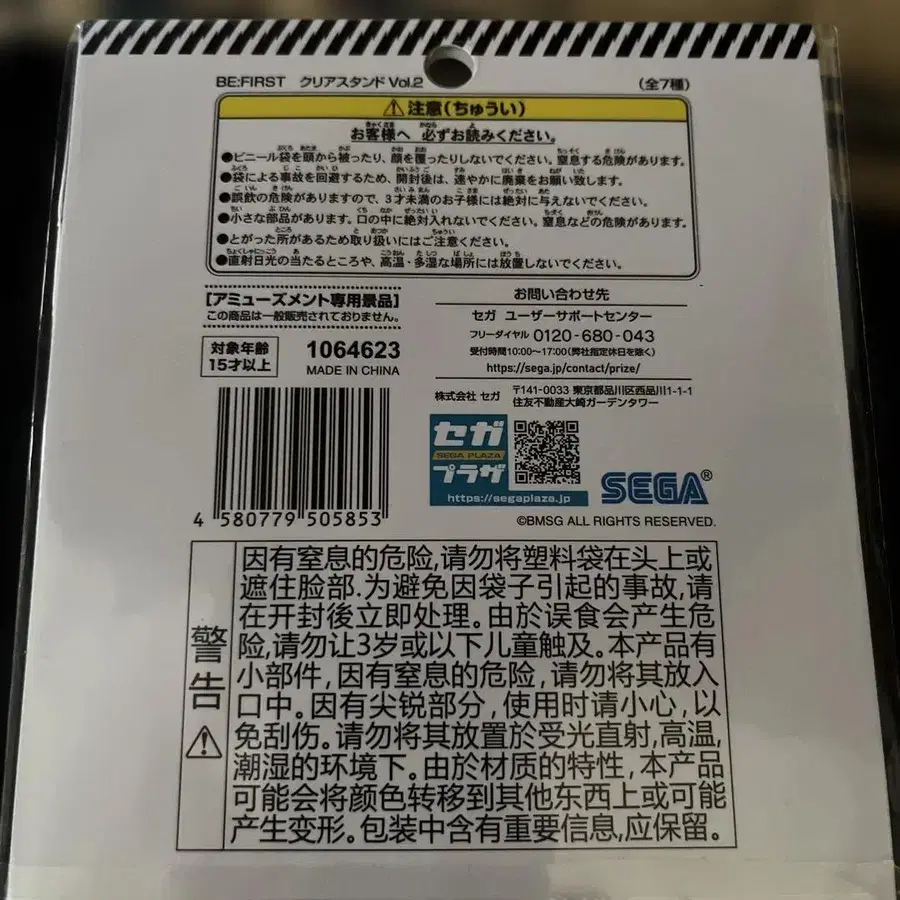 BE:FIRST クリアスタンド Vol.2 (全7種)
⚠注意(ちゅうい)
お客様へ 必ずお読みください。
●ビニール袋を頭から被ったり、顔を覆ったりしないでください。窒息する危険があります。
●袋による事故を回避するため、開封後は、速やかに廃棄をお願い致します。
●誤飲の危険がありますので、3才未満のお子様には絶対に与えないでください。
●小さな部品があります。口の中に絶対入れないでください。窒息などの危険があります。
●とがった所があるため取り扱いにはご注意ください。
●直射日光の当たるところや、高温・多湿な場所には放置しないでください。
[アミューズメント専用景品]
この商品は一般販売されておりません。
対象年齢
15才以上
1064623
MADE IN CHINA
4 580779 505853
お問い合わせ先
セガ ユーザーサポートセンター
フリーダイヤル 0120-680-043
受付時間10:00~17:00(弊社指定休日を除く)
https://sega.jp/contact/prize/
株式会社 セガ 〒141-0033 東京都品川区西品川1-1-1
住友不動産大崎ガーデンタワー
セガ
SEGA PLAZA
プラザ
https://segaplaza.jp
SEGA®
©BMSG ALL RIGHTS RESERVED.
警告⚠
因有窒息的危险,请勿将塑料袋在头上或
遮住脸部.为避免因袋子引起的事故,请
在开封後立即处理。由於误食会产生危
险,请勿让3岁或以下儿童触及。本产品有
小部件,因有窒息的危险,请勿将其放入
口中。因有尖锐部分,使用时请小心,以
免刮伤。请勿将其放置於受光直射,高温,
潮湿的环境下。由於材质的特性,本产品
可能会将颜色转移到其他东西上或可能
产生变形。包装中含有重要信息,应保留。